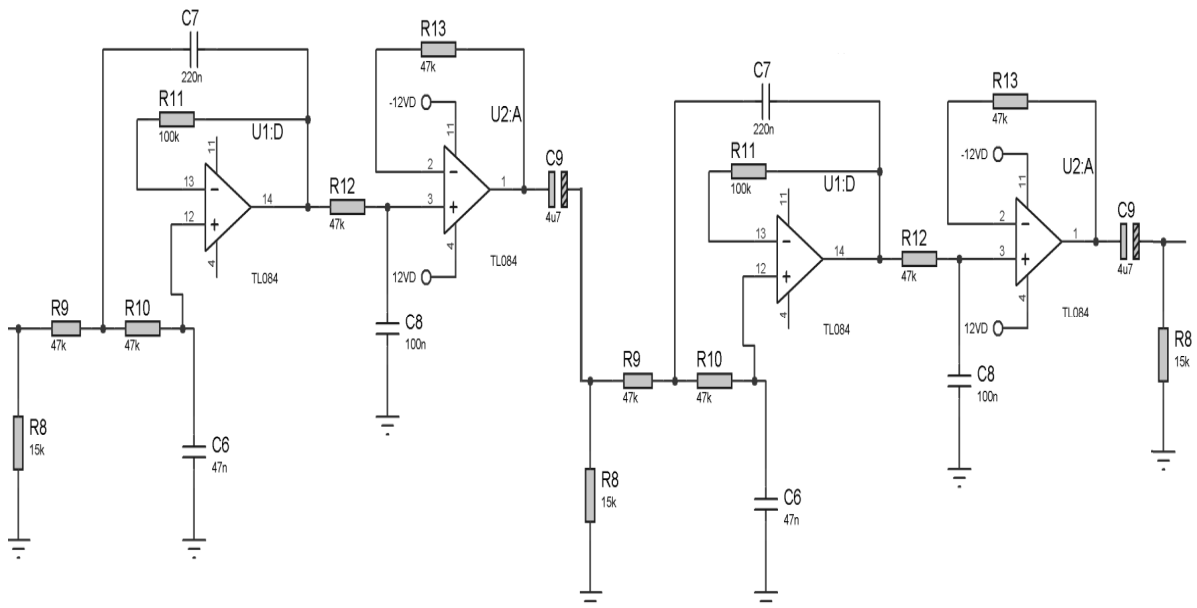 C7
220n
R11
100k
U1:D
11
13
12
14
4
TL084
R9
47k
R10
47k
R8
15k
C6
47n
R13
47k
-12VD
11
U2:A
2
3
1
4
12VD
TL084
R12
47k
C8
100n
C9
4u7
C7
220n
R11
100k
U1:D
11
13
12
14
4
TL084
R9
47k
R10
47k
R8
15k
C6
47n
R13
47k
-12VD
11
U2:A
2
3
1
4
12VD
TL084
R12
47k
C8
100n
C9
4u7
R8
15k